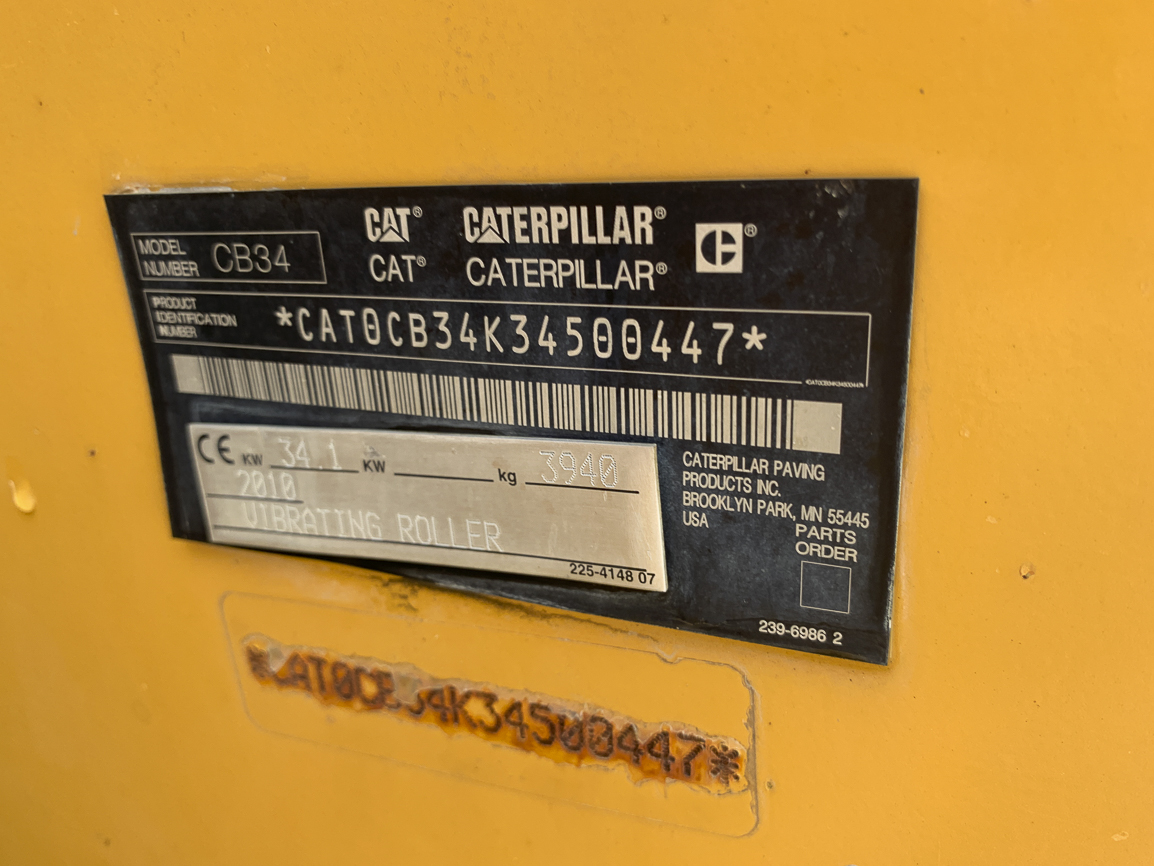 CAT® CATERPILLAR®
CAT® CATERPILLAR®
MODEL
NUMBER CB34
PRODUCT
IDENTIFICATION
NUMBER
*CAT0CB34K34500447*
*CAT0CB34K34500447*
CE KW 34.1 KW kg 3940
2010
VIBRATING ROLLER
225-4148 07
CATERPILLAR PAVING
PRODUCTS INC.
BROOKLYN PARK, MN 55445
USA
PARTS
ORDER
239-6986 2
*CAT0CB34K34500447*